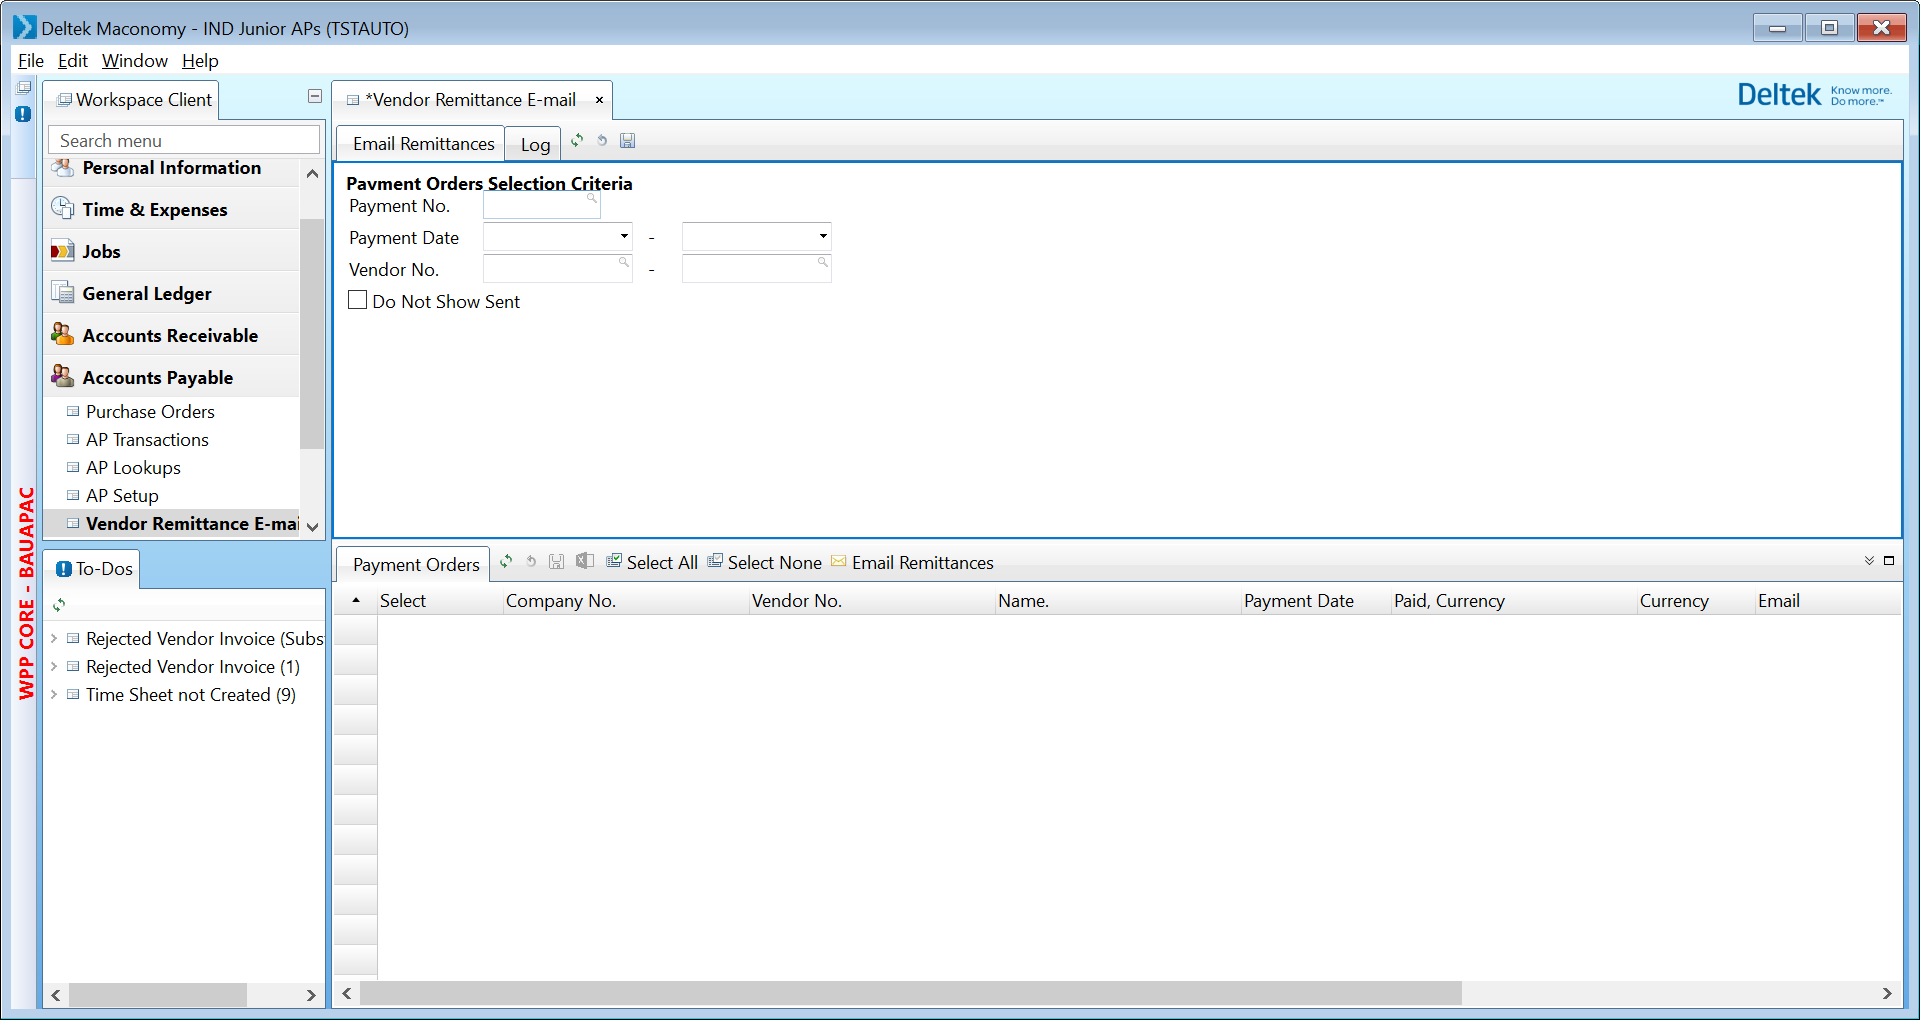 Deltek Maconomy - IND Junior APs (TSTAUTO)
File Edit Window Help
Workspace Client
*Vendor Remittance E-mail
Deltek Know more. Do more.™
Search menu
Email Remittances
Log
Personal Information
Time & Expenses
Jobs
General Ledger
Accounts Receivable
Accounts Payable
Purchase Orders
AP Transactions
AP Lookups
AP Setup
Vendor Remittance E-mai
Payment Orders Selection Criteria
Payment No.
Payment Date -
Vendor No. -
Do Not Show Sent
WPP CORE - BAUAPAC
To-Dos
Rejected Vendor Invoice (Subs
Rejected Vendor Invoice (1)
Time Sheet not Created (9)
Payment Orders
Select All
Select None
Email Remittances
Select Company No. Vendor No. Name. Payment Date Paid, Currency Currency Email